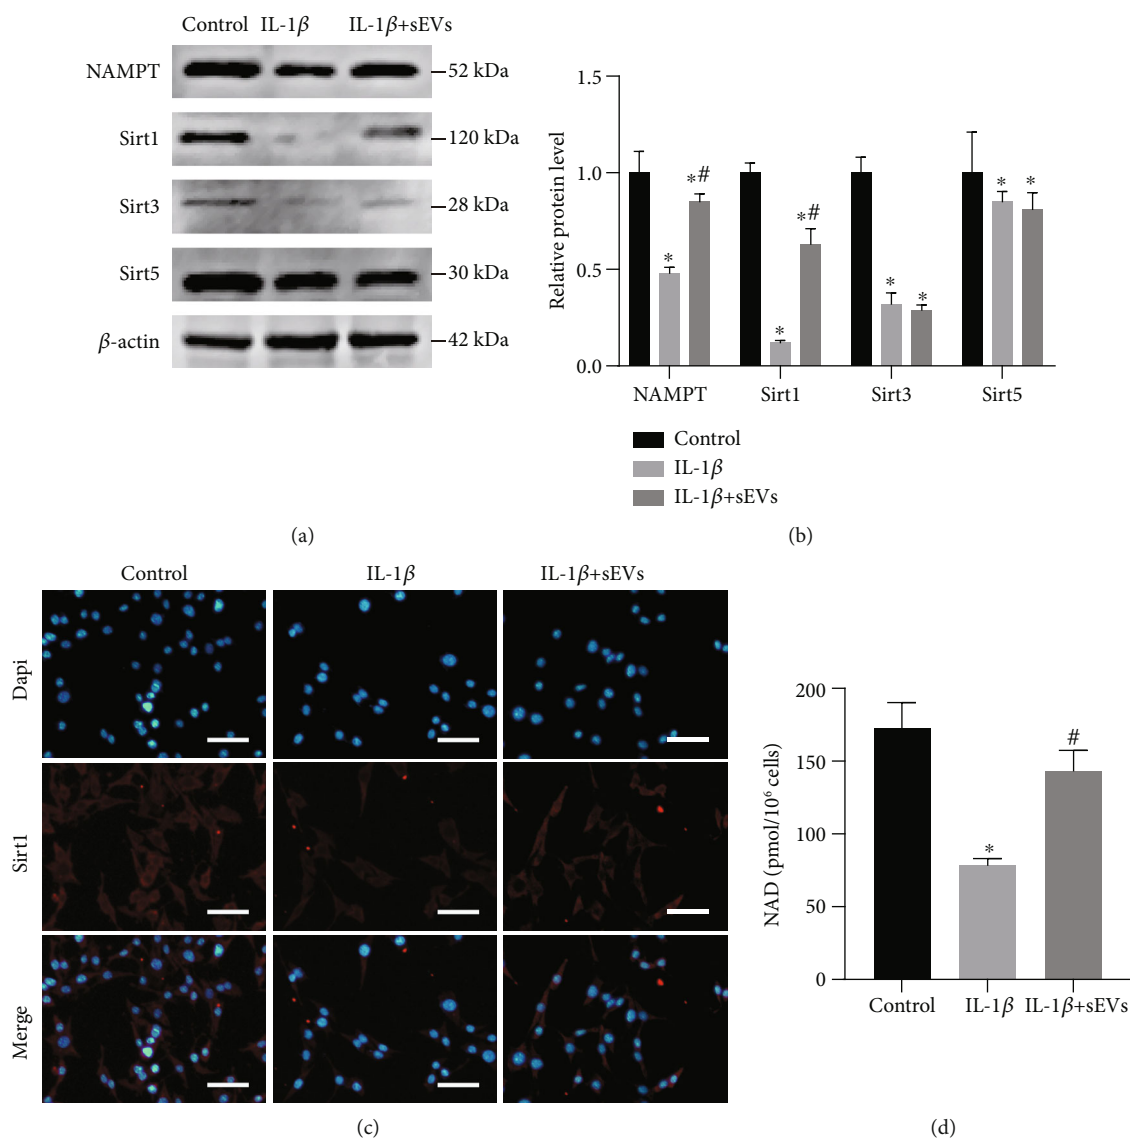 Control IL-1β IL-1β+sEVs
NAMPT 52 kDa
Sirt1 120 kDa
Sirt3 28 kDa
Sirt5 30 kDa
β-actin 42 kDa
(a)
Relative protein level
1.5
1.0
0.5
0.0
* *# * *# * * * *
NAMPT Sirt1 Sirt3 Sirt5
Control
IL-1β
IL-1β+sEVs
(b)
Control IL-1β IL-1β+sEVs
Dapi
Sirt1
Merge
(c)
NAD (pmol/10⁶ cells)
200
150
100
50
0
* #
Control IL-1β IL-1β+sEVs
(d)